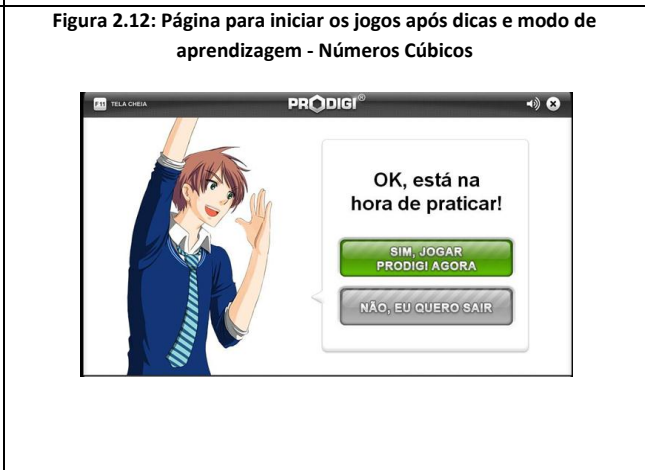 Figura 2.12: Página para iniciar os jogos após dicas e modo de
aprendizagem - Números Cúbicos
F11 TELA CHEIA
PRODIGI®
OK, está na
hora de praticar!
SIM, JOGAR
PRODIGI AGORA
NÃO, EU QUERO SAIR